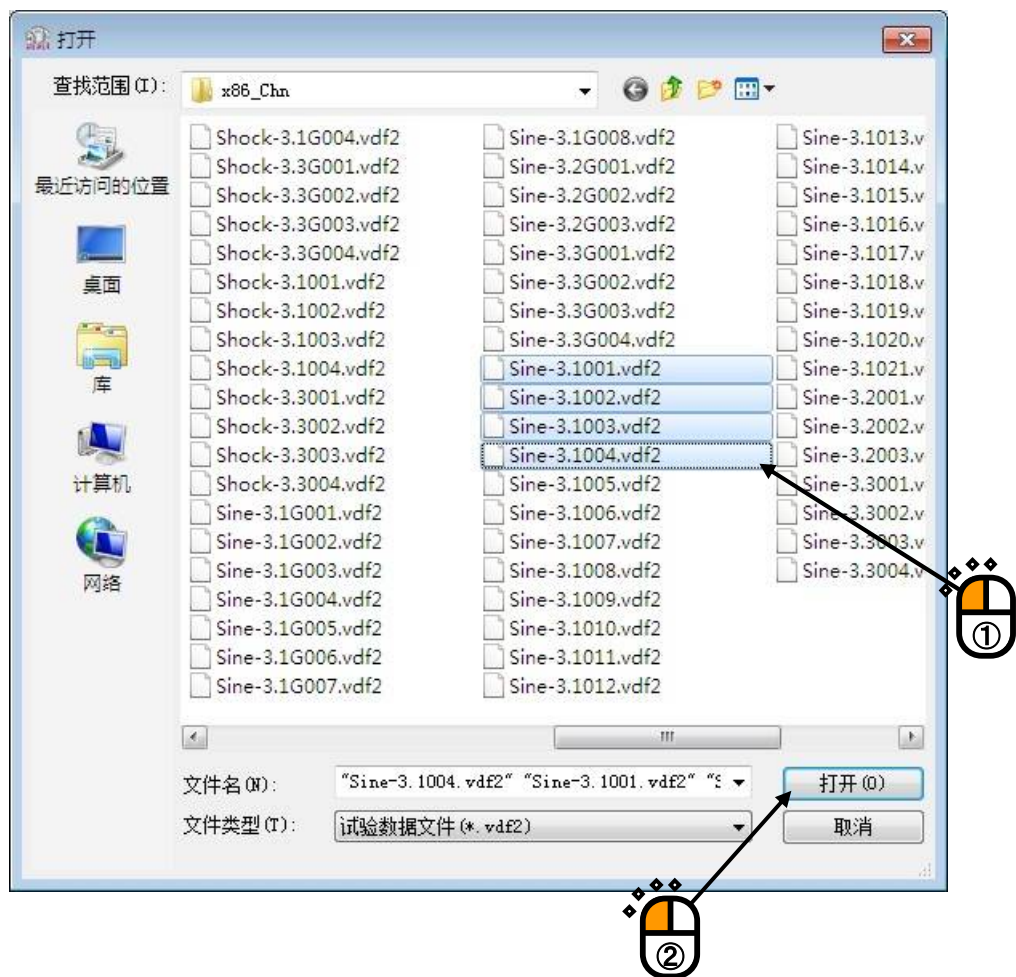 打开
查找范围(I):
x86_Chn
最近访问的位置
桌面
库
计算机
网络
Shock-3.1G004.vdf2
Shock-3.3G001.vdf2
Shock-3.3G002.vdf2
Shock-3.3G003.vdf2
Shock-3.3G004.vdf2
Shock-3.1001.vdf2
Shock-3.1002.vdf2
Shock-3.1003.vdf2
Shock-3.1004.vdf2
Shock-3.3001.vdf2
Shock-3.3002.vdf2
Shock-3.3003.vdf2
Shock-3.3004.vdf2
Sine-3.1G001.vdf2
Sine-3.1G002.vdf2
Sine-3.1G003.vdf2
Sine-3.1G004.vdf2
Sine-3.1G005.vdf2
Sine-3.1G006.vdf2
Sine-3.1G007.vdf2
Sine-3.1G008.vdf2
Sine-3.2G001.vdf2
Sine-3.2G002.vdf2
Sine-3.2G003.vdf2
Sine-3.3G001.vdf2
Sine-3.3G002.vdf2
Sine-3.3G003.vdf2
Sine-3.3G004.vdf2
Sine-3.1001.vdf2
Sine-3.1002.vdf2
Sine-3.1003.vdf2
Sine-3.1004.vdf2
Sine-3.1005.vdf2
Sine-3.1006.vdf2
Sine-3.1007.vdf2
Sine-3.1008.vdf2
Sine-3.1009.vdf2
Sine-3.1010.vdf2
Sine-3.1011.vdf2
Sine-3.1012.vdf2
Sine-3.1013.v
Sine-3.1014.v
Sine-3.1015.v
Sine-3.1016.v
Sine-3.1017.v
Sine-3.1018.v
Sine-3.1019.v
Sine-3.1020.v
Sine-3.1021.v
Sine-3.2001.v
Sine-3.2002.v
Sine-3.2003.v
Sine-3.3001.v
Sine-3.3002.v
Sine-3.3003.v
Sine-3.3004.v
①
文件名(N):
"Sine-3.1004.vdf2" "Sine-3.1001.vdf2" "S
打开(O)
文件类型(T):
试验数据文件(*.vdf2)
取消
②